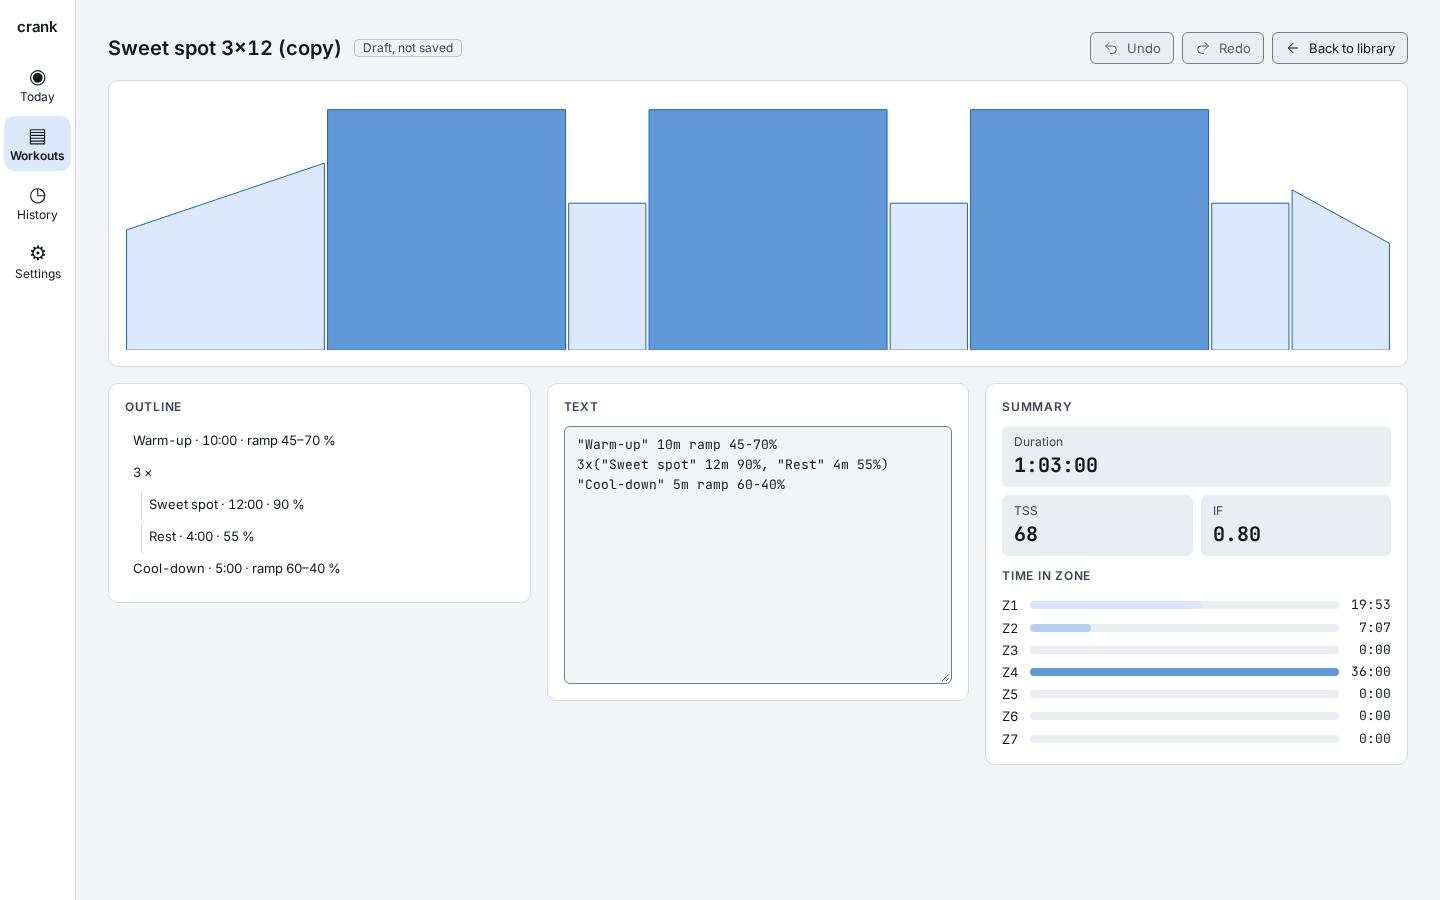 crank
Today
Workouts
History
Settings
Sweet spot 3×12 (copy)
Draft, not saved
Undo
Redo
Back to library
OUTLINE
Warm-up · 10:00 · ramp 45–70 %
3 ×
Sweet spot · 12:00 · 90 %
Rest · 4:00 · 55 %
Cool-down · 5:00 · ramp 60–40 %
TEXT
"Warm-up" 10m ramp 45-70%
3x("Sweet spot" 12m 90%, "Rest" 4m 55%)
"Cool-down" 5m ramp 60-40%
SUMMARY
Duration
1:03:00
TSS
68
IF
0.80
TIME IN ZONE
Z1 19:53
Z2 7:07
Z3 0:00
Z4 36:00
Z5 0:00
Z6 0:00
Z7 0:00